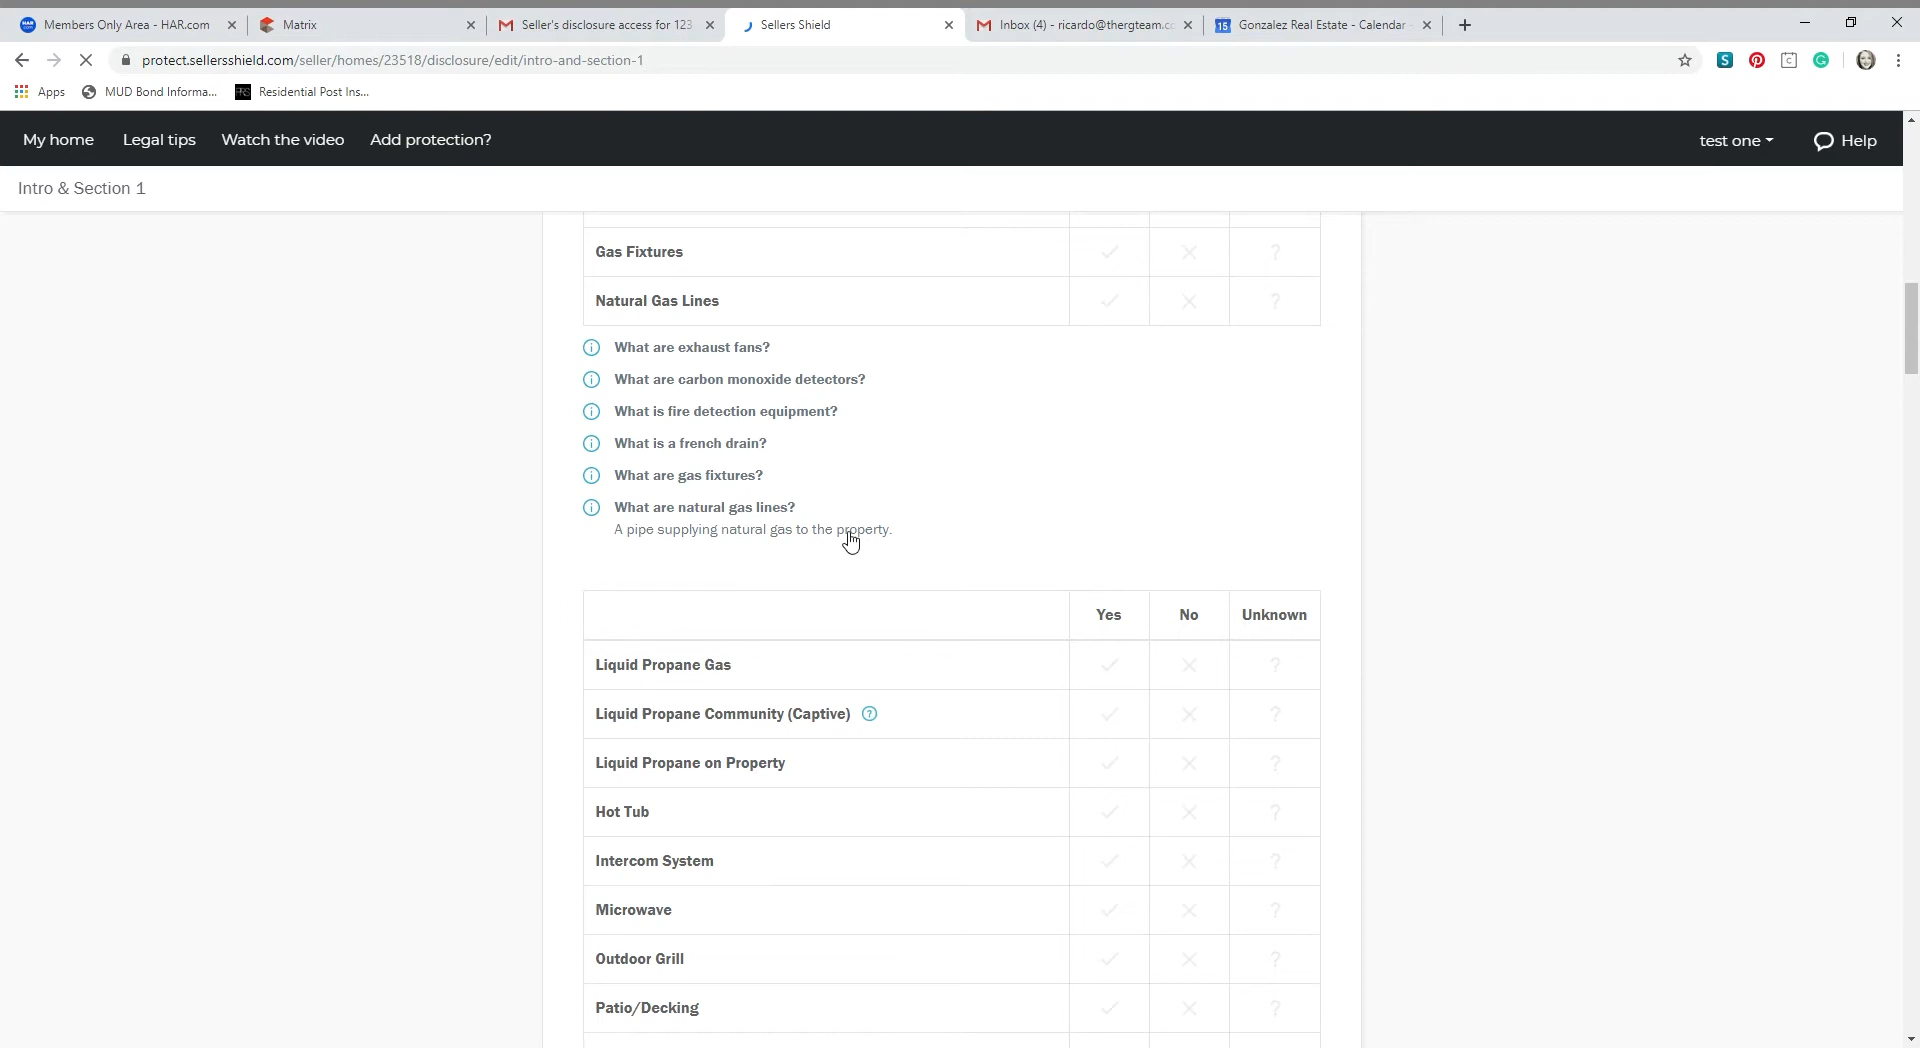 Members Only Area - HAR.com
Matrix
Seller's disclosure access for 123
Sellers Shield
Inbox (4) - ricardo@thergteam.cc
Gonzalez Real Estate - Calendar
protect.sellersshield.com/seller/homes/23518/disclosure/edit/intro-and-section-1
Apps
MUD Bond Informa...
Residential Post Ins...
My home
Legal tips
Watch the video
Add protection?
test one
Help
Intro & Section 1
Gas Fixtures
?
Natural Gas Lines
?
What are exhaust fans?
What are carbon monoxide detectors?
What is fire detection equipment?
What is a french drain?
What are gas fixtures?
What are natural gas lines?
A pipe supplying natural gas to the property.
Yes No Unknown
Liquid Propane Gas
?
Liquid Propane Community (Captive) ?
?
Liquid Propane on Property
?
Hot Tub
?
Intercom System
?
Microwave
?
Outdoor Grill
?
Patio/Decking
?